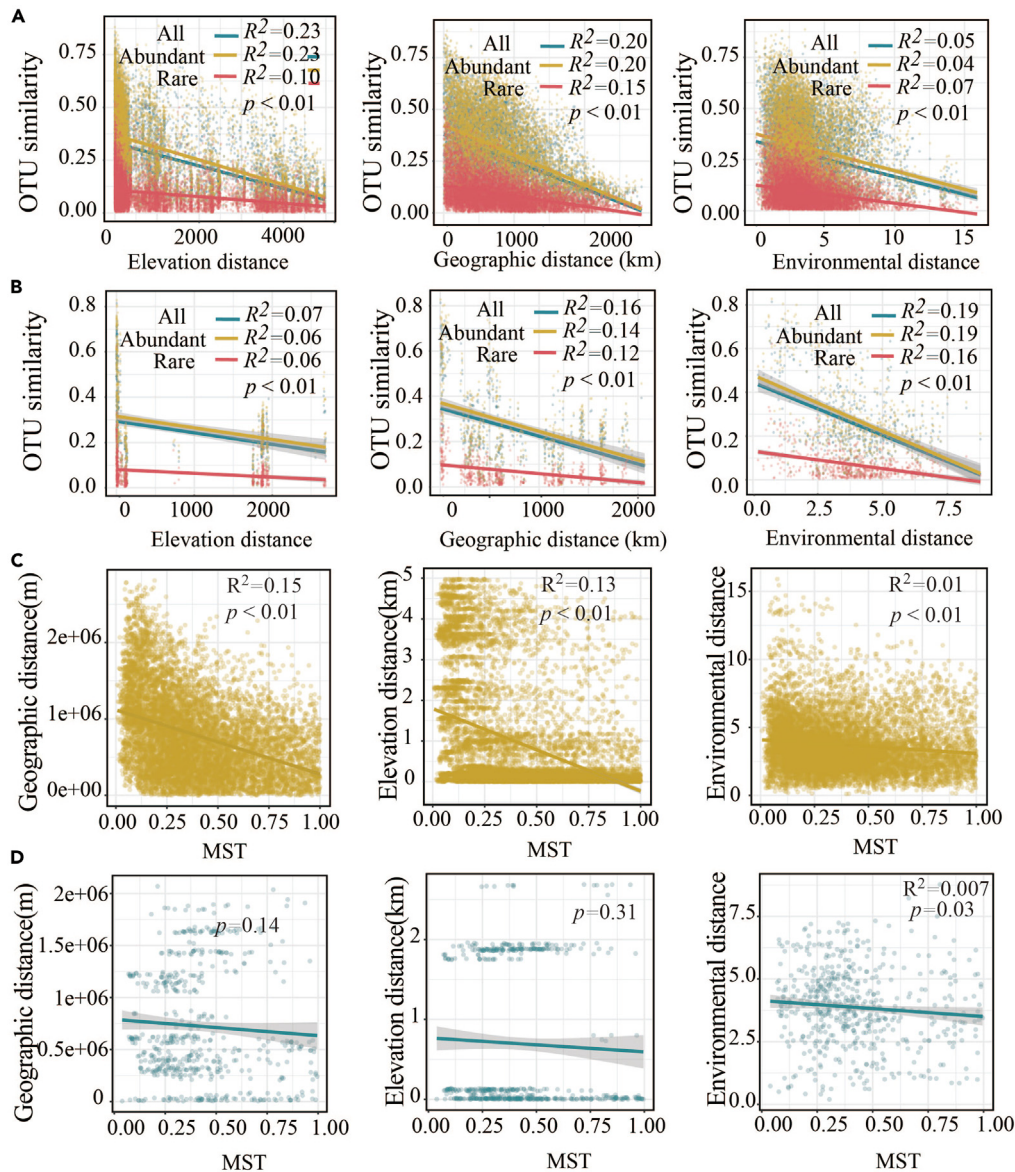 A
All R²=0.23
Abundant R²=0.23
Rare R²=0.10
p < 0.01
OTU similarity
0.75
0.50
0.25
0.00
0 2000 4000
Elevation distance
All R²=0.20
Abundant R²=0.20
Rare R²=0.15
p < 0.01
OTU similarity
0.75
0.50
0.25
0.00
0 1000 2000
Geographic distance (km)
All R²=0.05
Abundant R²=0.04
Rare R²=0.07
p < 0.01
OTU similarity
0.75
0.50
0.25
0.00
0 5 10 15
Environmental distance
B
All R²=0.07
Abundant R²=0.06
Rare R²=0.06
p < 0.01
OTU similarity
0.8
0.6
0.4
0.2
0.0
0 1000 2000
Elevation distance
All R²=0.16
Abundant R²=0.14
Rare R²=0.12
p < 0.01
OTU similarity
0.8
0.6
0.4
0.2
0.0
0 1000 2000
Geographic distance (km)
All R²=0.19
Abundant R²=0.19
Rare R²=0.16
p < 0.01
OTU similarity
0.8
0.6
0.4
0.2
0.0
0.0 2.5 5.0 7.5
Environmental distance
C
R²=0.15
p < 0.01
Geographic distance(m)
2e+06
1e+06
0e+00
0.00 0.25 0.50 0.75 1.00
MST
R²=0.13
p < 0.01
Elevation distance(km)
5
4
3
2
1
0
0.00 0.25 0.50 0.75 1.00
MST
R²=0.01
p < 0.01
Environmental distance
15
10
5
0
0.00 0.25 0.50 0.75 1.00
MST
D
p=0.14
Geographic distance(m)
2e+06
1.5e+06
1e+06
0.5e+06
0
0.00 0.25 0.50 0.75 1.00
MST
p=0.31
Elevation distance(km)
2
1
0
0.00 0.25 0.50 0.75 1.00
MST
R²=0.007
p=0.03
Environmental distance
7.5
5.0
2.5
0.0
0.00 0.25 0.50 0.75 1.00
MST